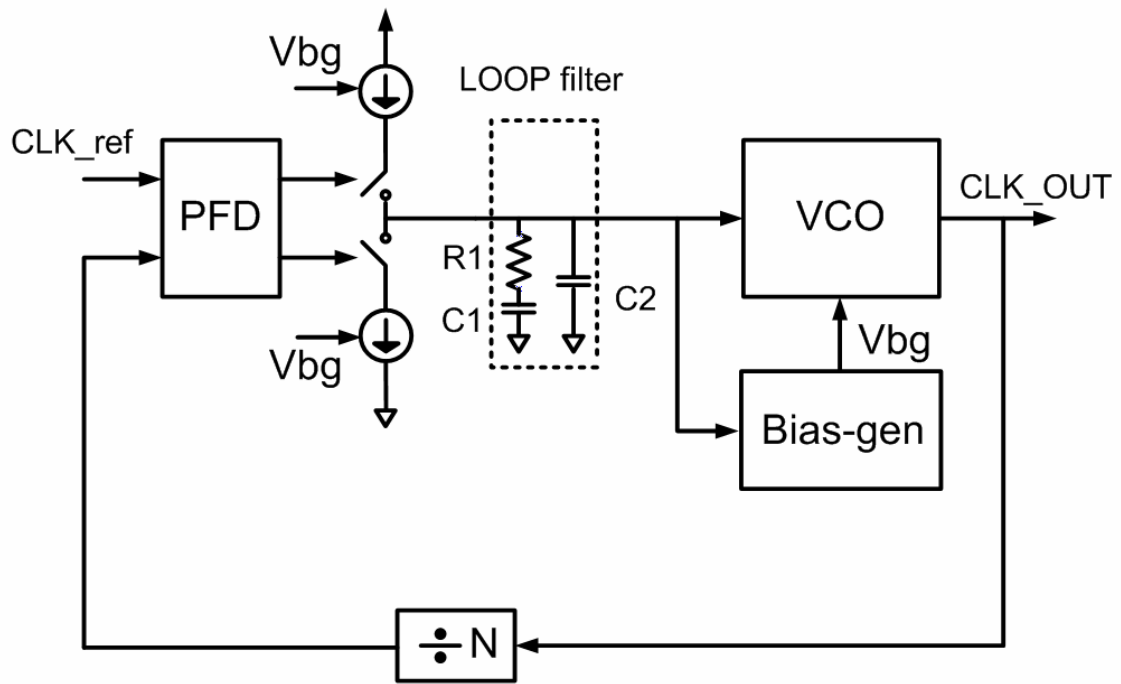 Vbg
LOOP filter
CLK_ref
PFD
VCO
CLK_OUT
R1
C1
C2
Vbg
Vbg
Bias-gen
÷ N